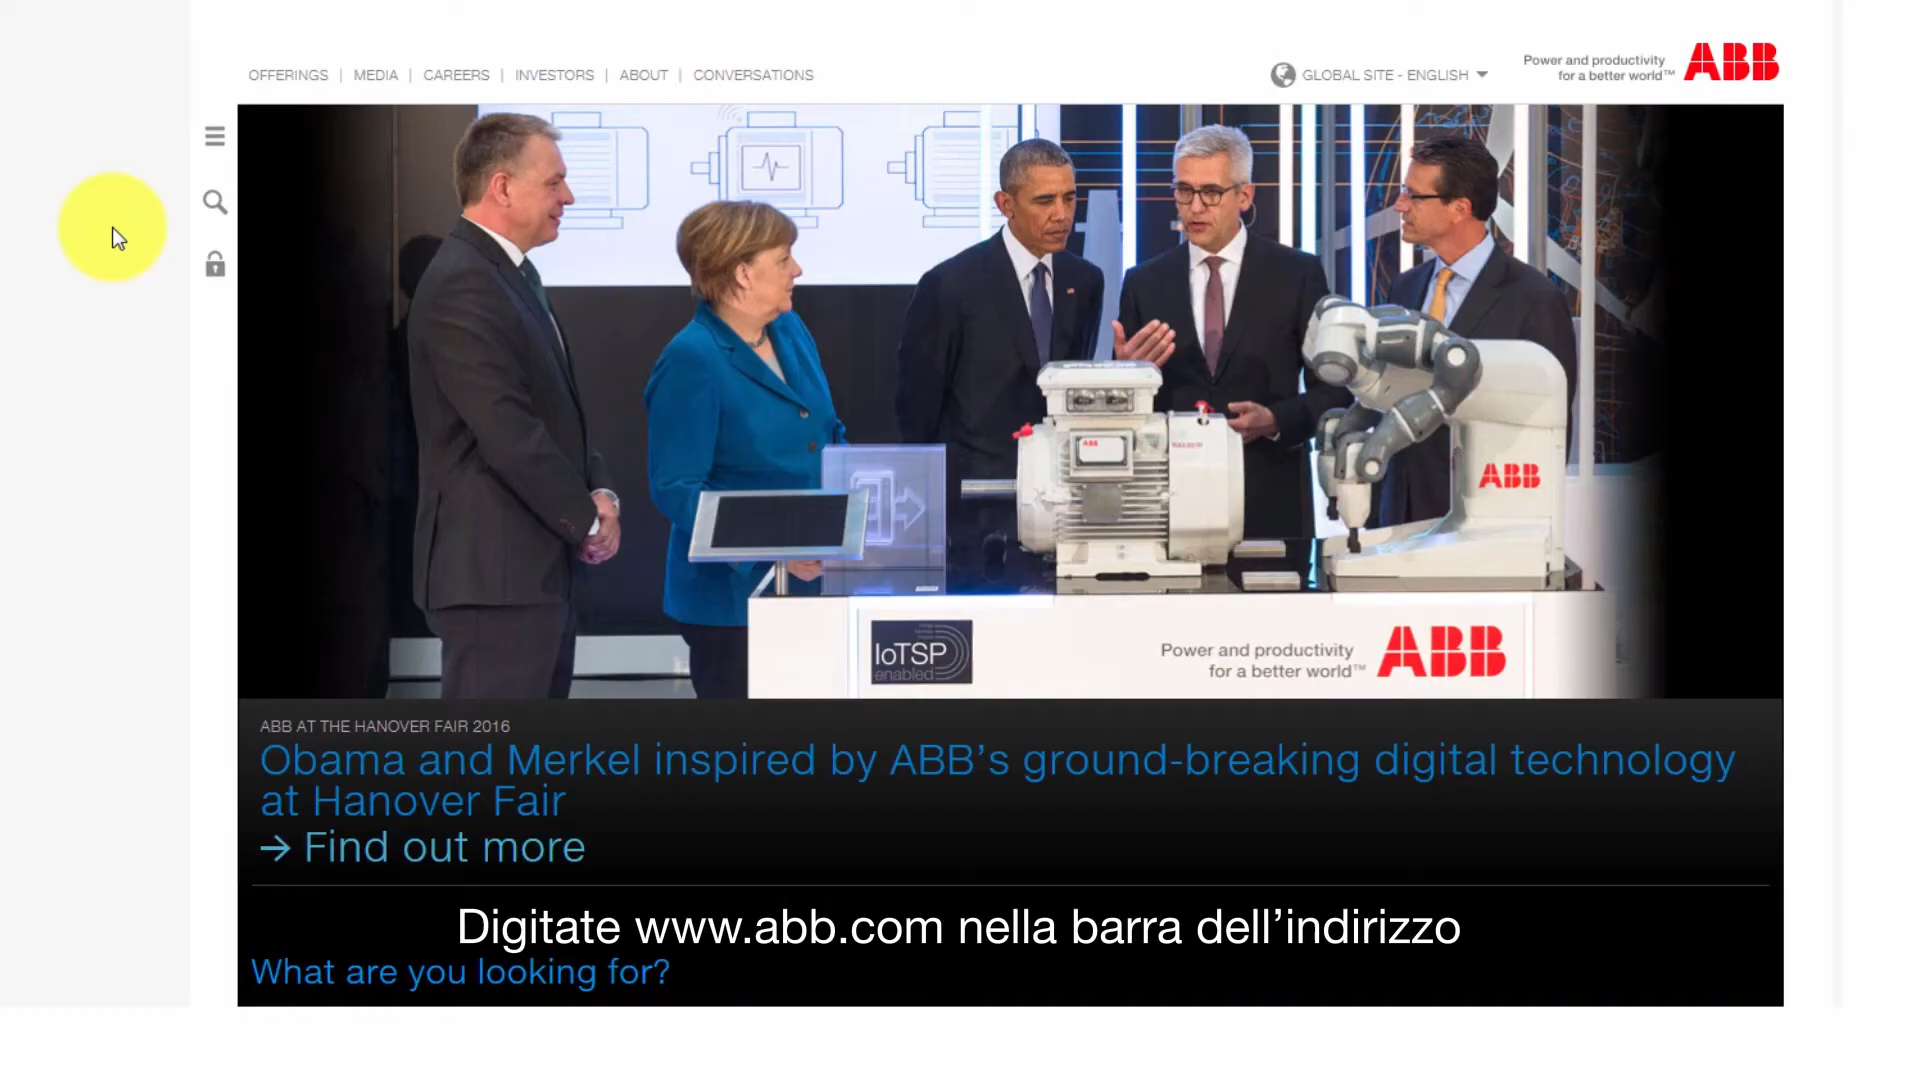 OFFERINGS | MEDIA | CAREERS | INVESTORS | ABOUT | CONVERSATIONS
GLOBAL SITE - ENGLISH
Power and productivity
for a better world™
ABB
ABB
ABB
IoTSP
enabled
Power and productivity
for a better world™
ABB
ABB AT THE HANOVER FAIR 2016
Obama and Merkel inspired by ABB’s ground-breaking digital technology
at Hanover Fair
→ Find out more
Digitate www.abb.com nella barra dell’indirizzo
What are you looking for?